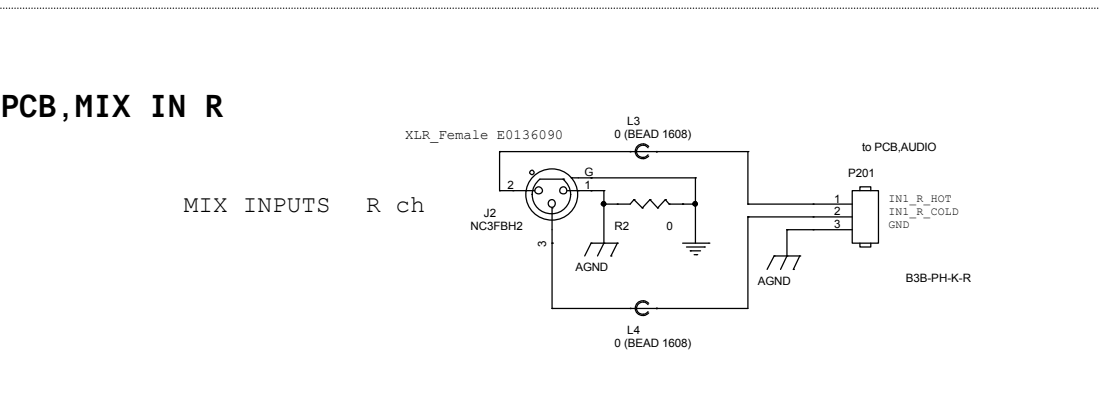 PCB,MIX IN R
L3
XLR_Female E0136090
0 (BEAD 1608)
to PCB,AUDIO
P201
G
2
1
1
IN1_R_HOT
MIX INPUTS R ch
J2
NC3FBH2
R2
0
2
IN1_R_COLD
3
GND
3
AGND
AGND
B3B-PH-K-R
L4
0 (BEAD 1608)